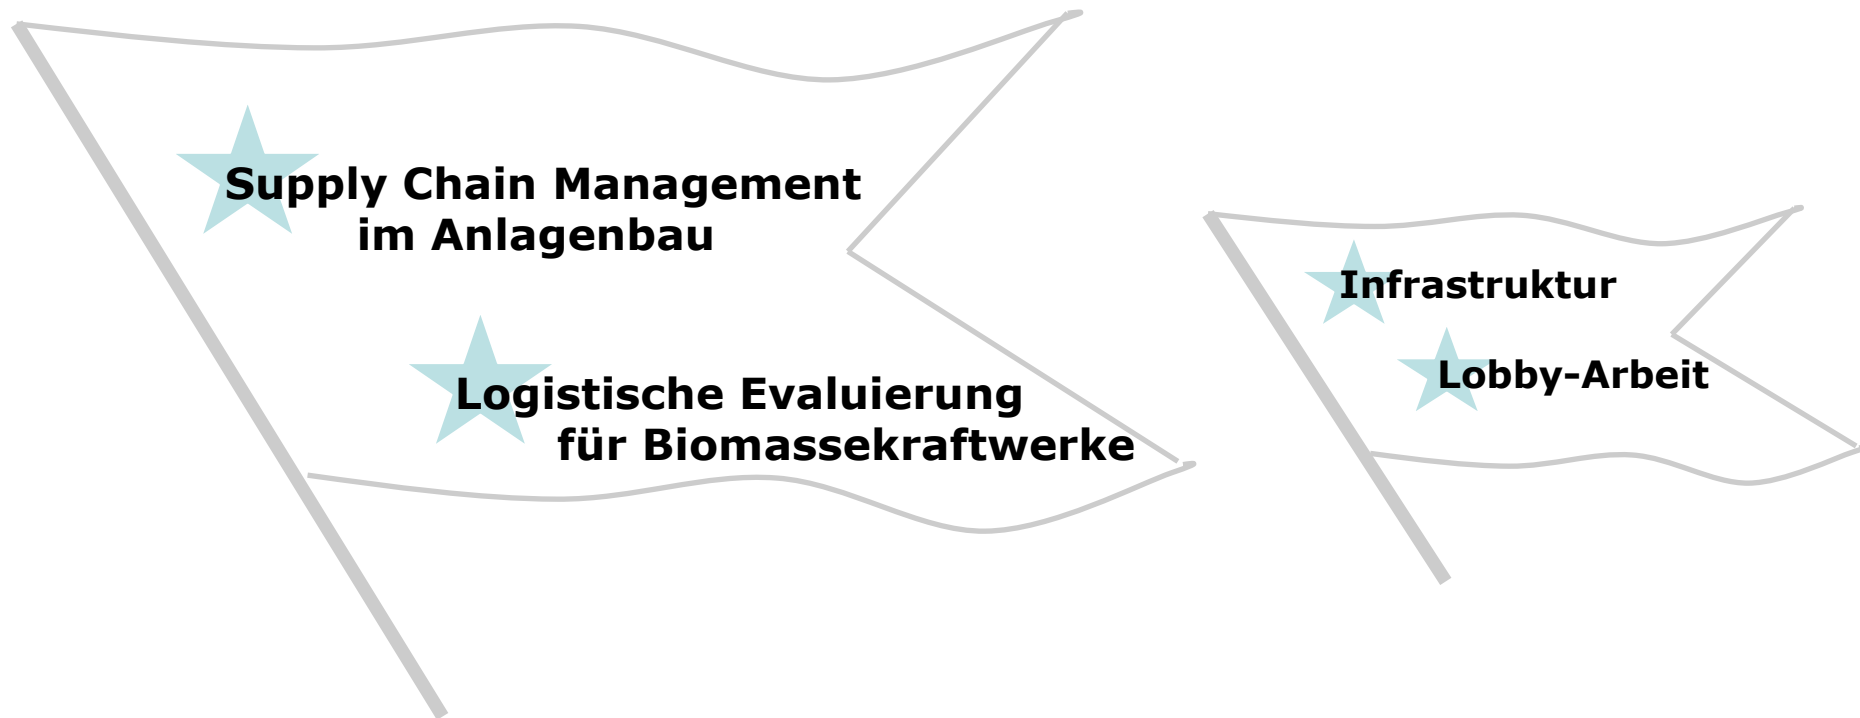 Supply Chain Management
im Anlagenbau
Logistische Evaluierung
für Biomassekraftwerke
Infrastruktur
Lobby-Arbeit